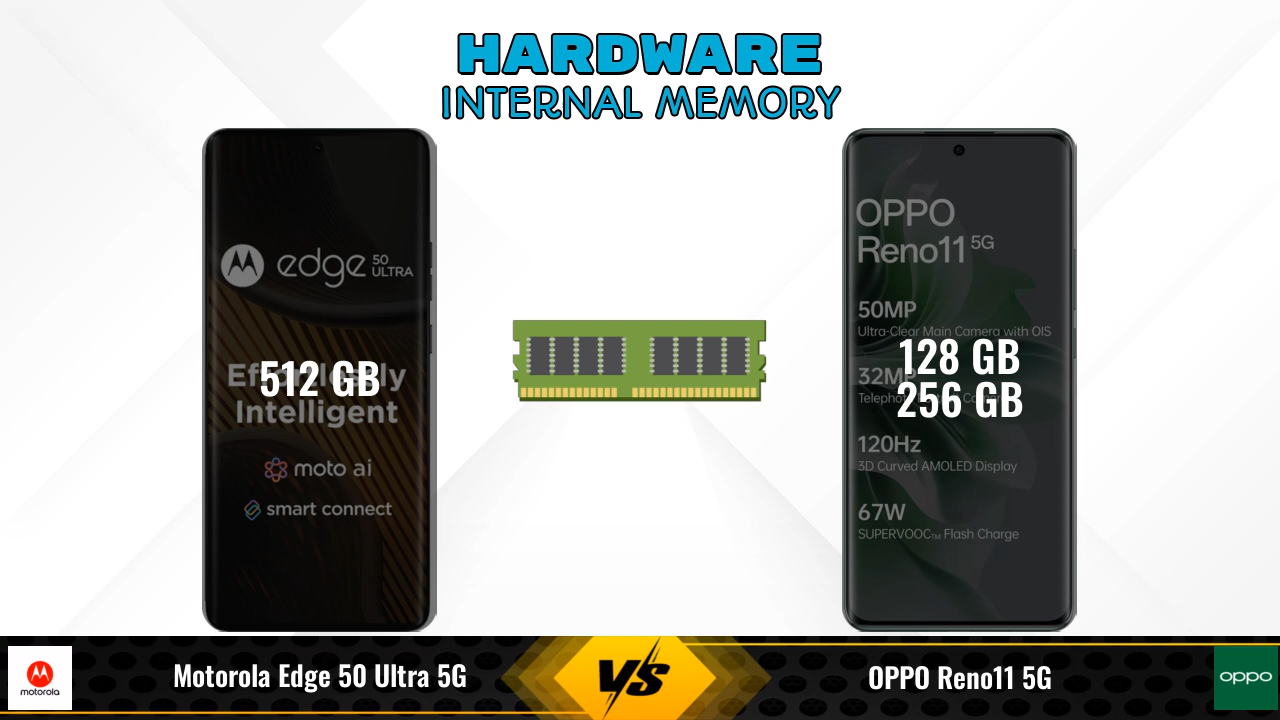 HARDWARE
INTERNAL MEMORY
edge 50 ULTRA
512 GB
Effortlessly
Intelligent
moto ai
smart connect
OPPO
Reno11 5G
50MP
Ultra-Clear Main Camera with OIS
128 GB
32MP
256 GB
120Hz
3D Curved AMOLED Display
67W
SUPERVOOC™ Flash Charge
motorola
Motorola Edge 50 Ultra 5G
VS
OPPO Reno11 5G
oppo